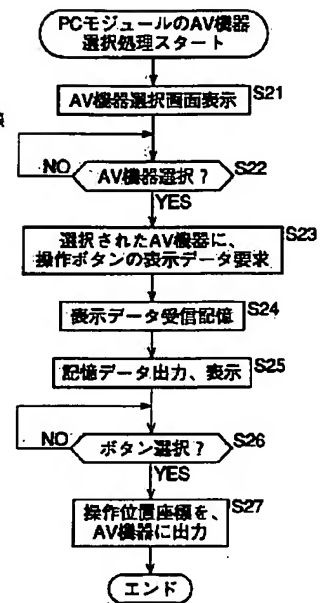 PCモジュールのAV機器
選択処理スタート
AV機器選択画面表示
S21
NO
AV機器選択？
S22
YES
選択されたAV機器に、
操作ボタンの表示データ要求
S23
表示データ受信記憶
S24
記憶データ出力、表示
S25
NO
ボタン選択？
S26
YES
操作位置座標を、
AV機器に出力
S27
エンド